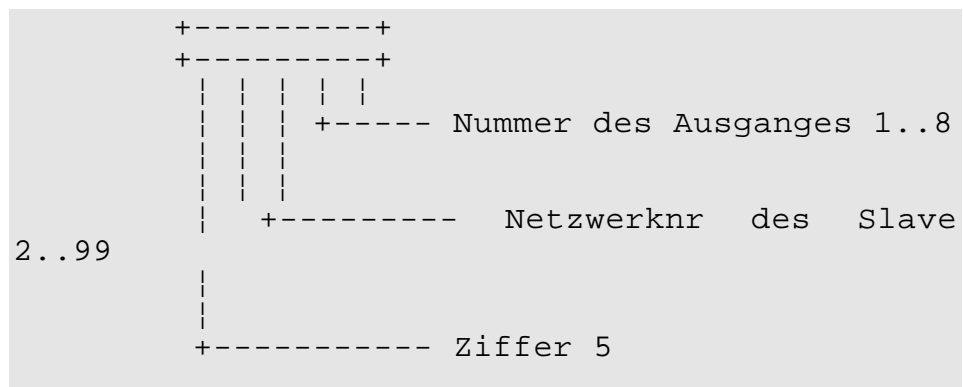 +---------+
+---------+
¦ ¦ ¦ ¦ ¦
¦ ¦ ¦ +----- Nummer des Ausganges 1..8
¦ ¦ ¦
¦ ¦ ¦
¦ +--------- Netzwerknr des Slave
2..99
¦
¦
+----------- Ziffer 5